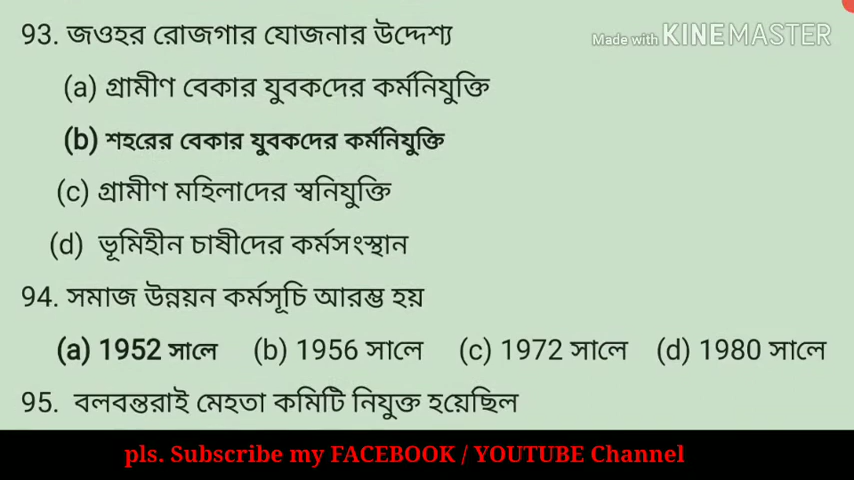 Made with KINEMASTER
93. জওহর রোজগার যোজনার উদ্দেশ্য
(a) গ্রামীণ বেকার যুবকদের কর্মনিযুক্তি
(b) শহরের বেকার যুবকদের কর্মনিযুক্তি
(c) গ্রামীণ মহিলাদের স্বনিযুক্তি
(d) ভূমিহীন চাষীদের কর্মসংস্থান
94. সমাজ উন্নয়ন কর্মসূচি আরম্ভ হয়
(a) 1952 সালে (b) 1956 সালে (c) 1972 সালে (d) 1980 সালে
95. বলবন্তরাই মেহতা কমিটি নিযুক্ত হয়েছিল
pls. Subscribe my FACEBOOK / YOUTUBE Channel